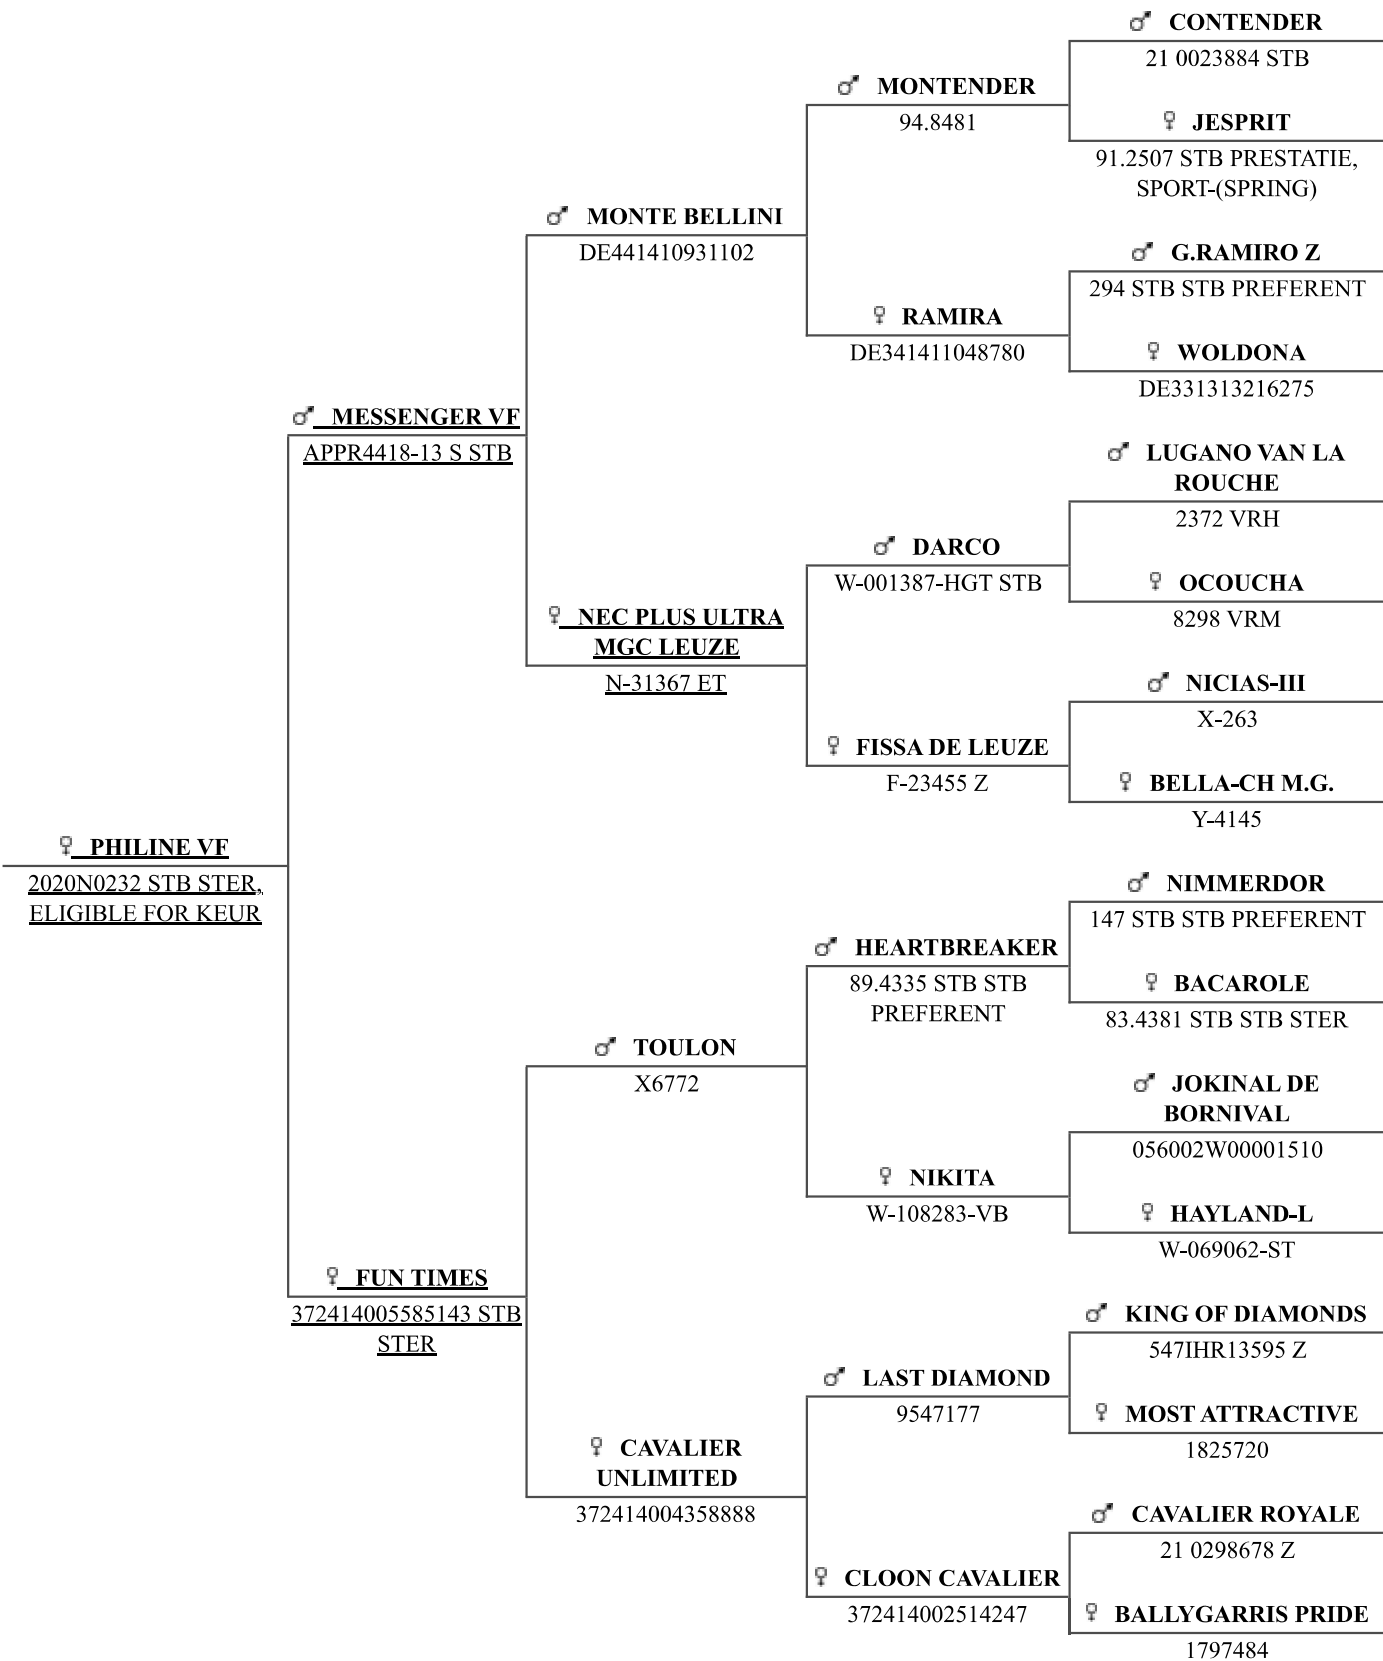 CONTENDER
21 0023884 STB
MONTENDER
94.8481
JESPRIT
91.2507 STB PRESTATIE,
SPORT-(SPRING)
MONTE BELLINI
DE441410931102
G.RAMIRO Z
294 STB STB PREFERENT
RAMIRA
DE341411048780
WOLDONA
DE331313216275
MESSENGER VF
APPR4418-13 S STB
LUGANO VAN LA
ROUCHE
2372 VRH
DARCO
W-001387-HGT STB
OCOUCHA
8298 VRM
NEC PLUS ULTRA
MGC LEUZE
N-31367 ET
NICIAS-III
X-263
FISSA DE LEUZE
F-23455 Z
BELLA-CH M.G.
Y-4145
PHILINE VF
2020N0232 STB STER,
ELIGIBLE FOR KEUR
NIMMERDOR
147 STB STB PREFERENT
HEARTBREAKER
89.4335 STB STB
PREFERENT
BACAROLE
83.4381 STB STB STER
TOULON
X6772
JOKINAL DE
BORNIVAL
056002W00001510
NIKITA
W-108283-VB
HAYLAND-L
W-069062-ST
FUN TIMES
372414005585143 STB
STER
KING OF DIAMONDS
547IHR13595 Z
LAST DIAMOND
9547177
MOST ATTRACTIVE
1825720
CAVALIER
UNLIMITED
372414004358888
CAVALIER ROYALE
21 0298678 Z
CLOON CAVALIER
372414002514247
BALLYGARRIS PRIDE
1797484